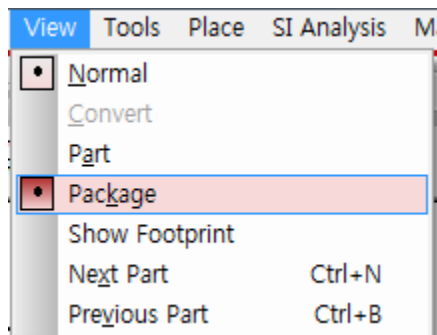 View Tools Place SI Analysis
Normal
Convert
Part
Package
Show Footprint
Next Part Ctrl+N
Previous Part Ctrl+B